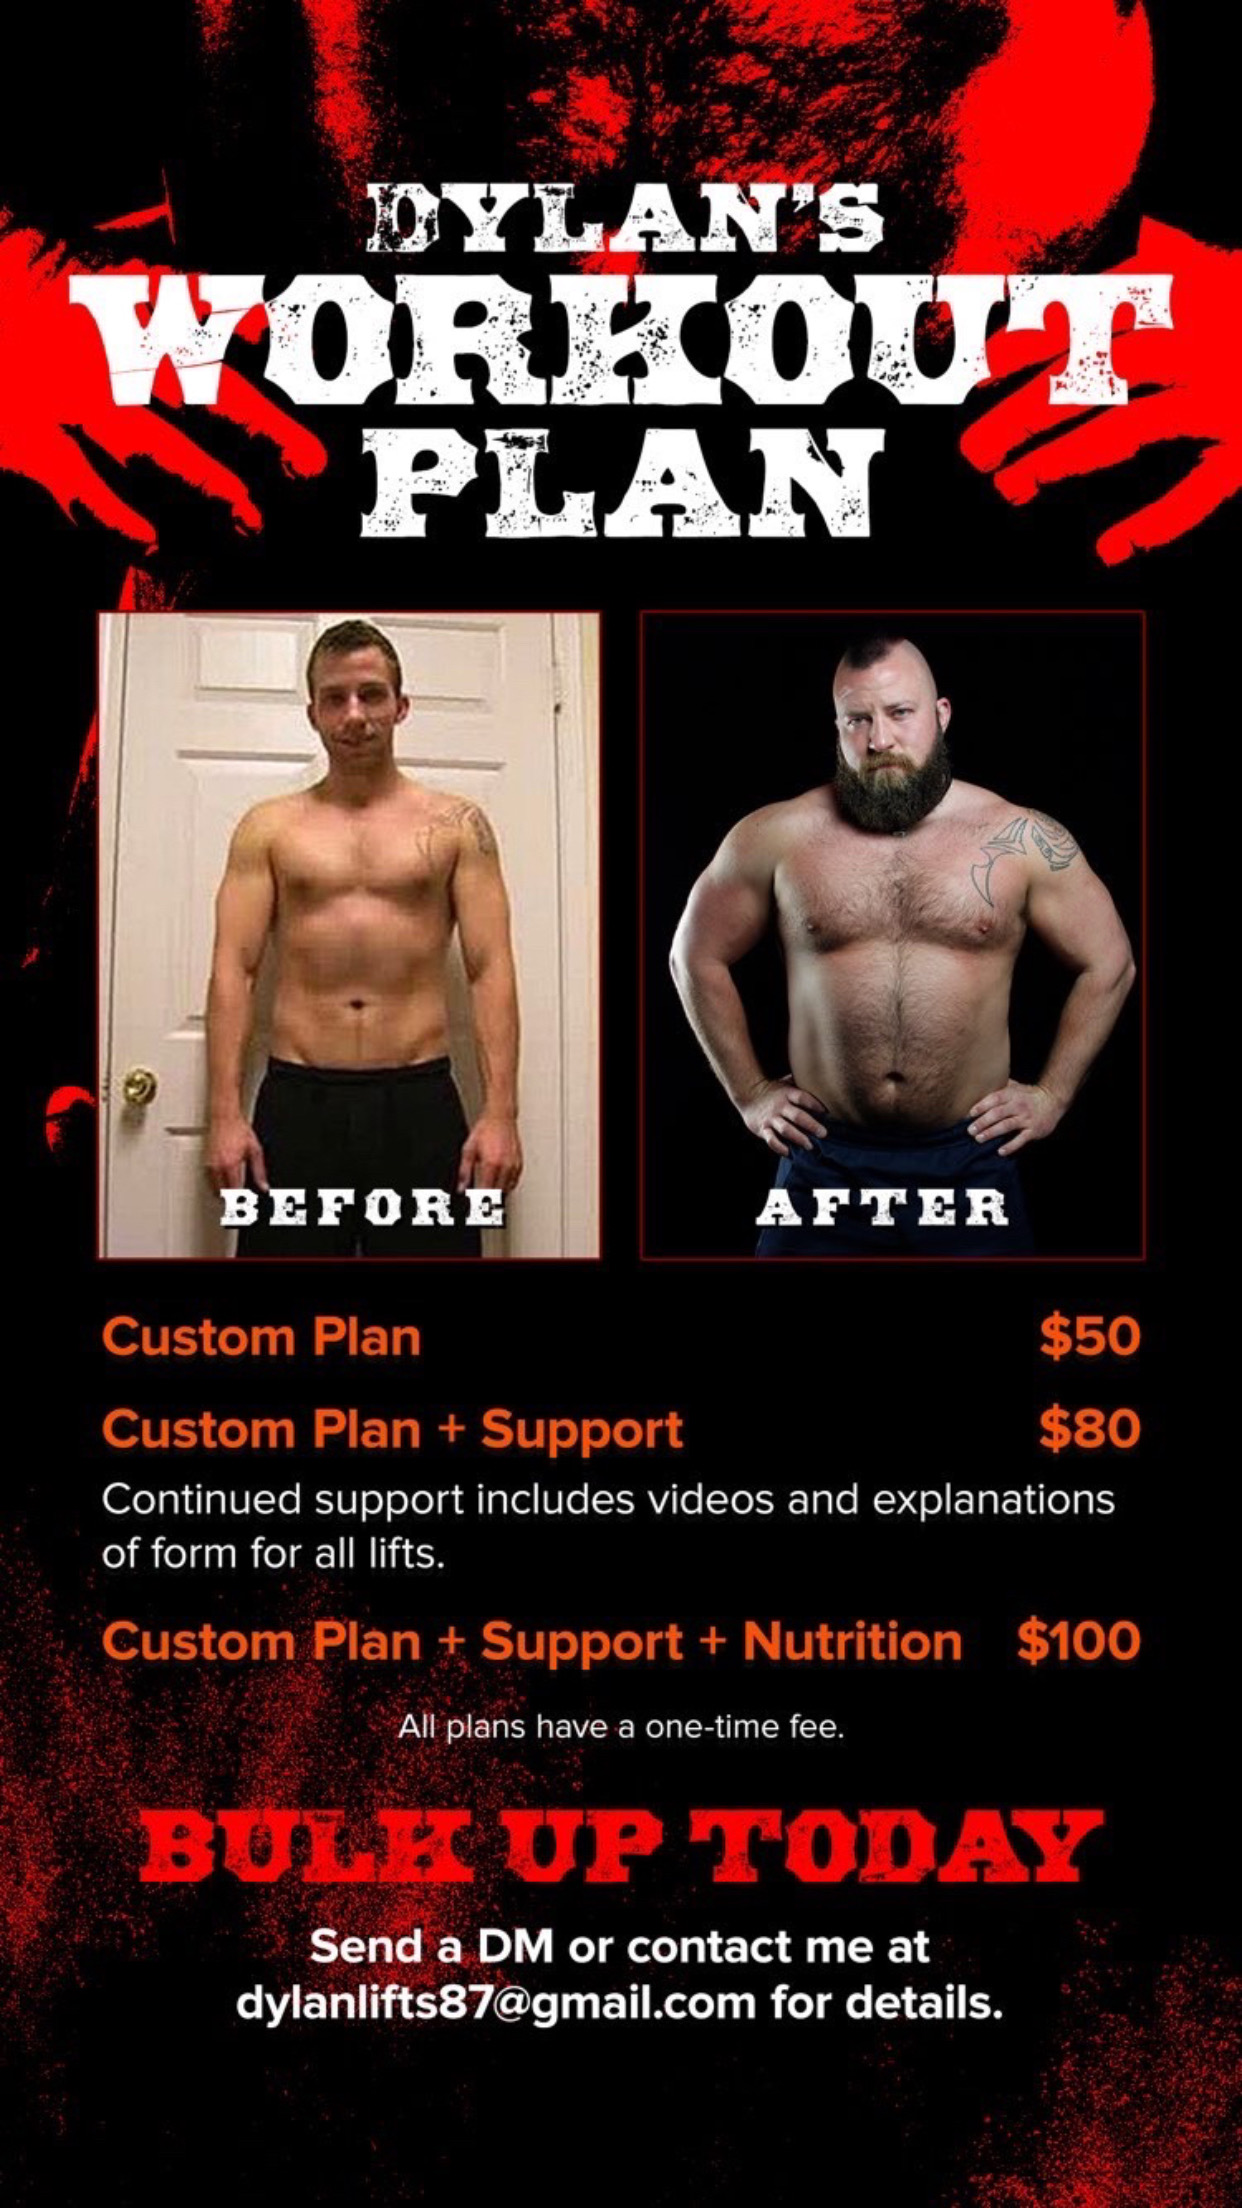 DYLAN'S
WORKOUT
PLAN
BEFORE
AFTER
Custom Plan $50
Custom Plan + Support $80
Continued support includes videos and explanations
of form for all lifts.
Custom Plan + Support + Nutrition $100
All plans have a one-time fee.
BULK UP TODAY
Send a DM or contact me at
dylanlifts87@gmail.com for details.